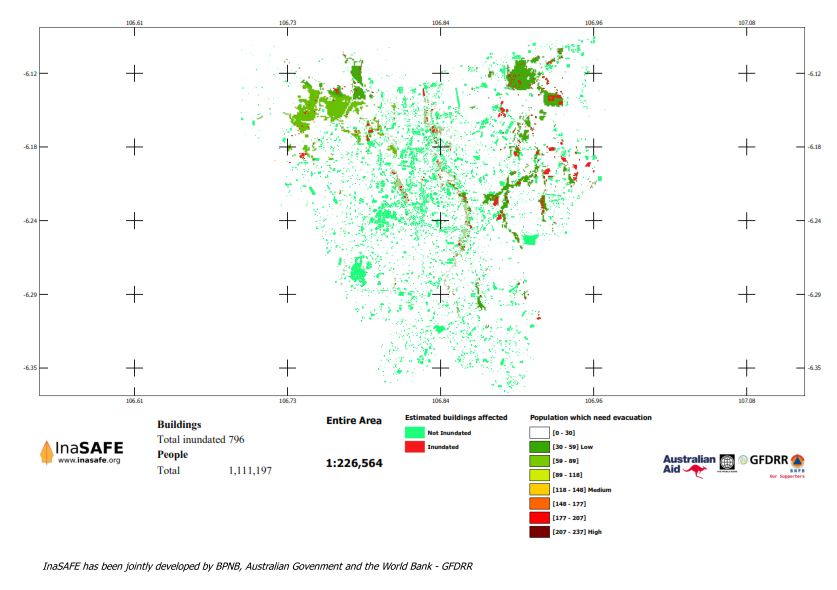 106.61 106.73 106.84 106.96 107.08
-6.12 -6.12
-6.18 -6.18
-6.24 -6.24
-6.29 -6.29
-6.35 -6.35
106.61 106.73 106.84 106.96 107.08
InaSAFE
www.inasafe.org
Buildings
Total inundated 796
People
Total 1,111,197
Entire Area
1:226,564
Estimated buildings affected
Not Inundated
Inundated
Population which need evacuation
[0 - 30]
[30 - 59] Low
[59 - 89]
[89 - 118]
[118 - 148] Medium
[148 - 177]
[177 - 207]
[207 - 237] High
Australian
Aid
GFDRR
BNPB
Our Supporters
InaSAFE has been jointly developed by BPNB, Australian Govenment and the World Bank - GFDRR